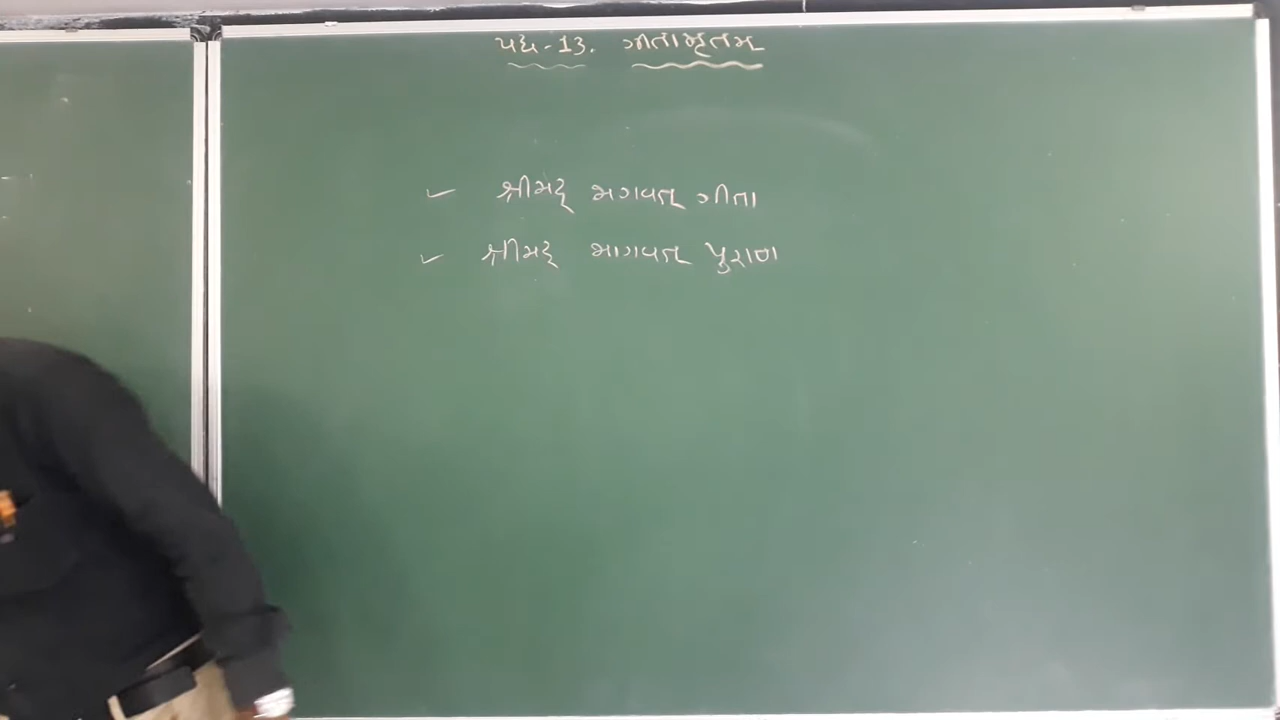 પદ્ય-13. ગીતામૃતમ્
✓ શ્રીમદ્ ભગવત્ ગીતા
✓ શ્રીમદ્ ભાગવત્ પુરાણ